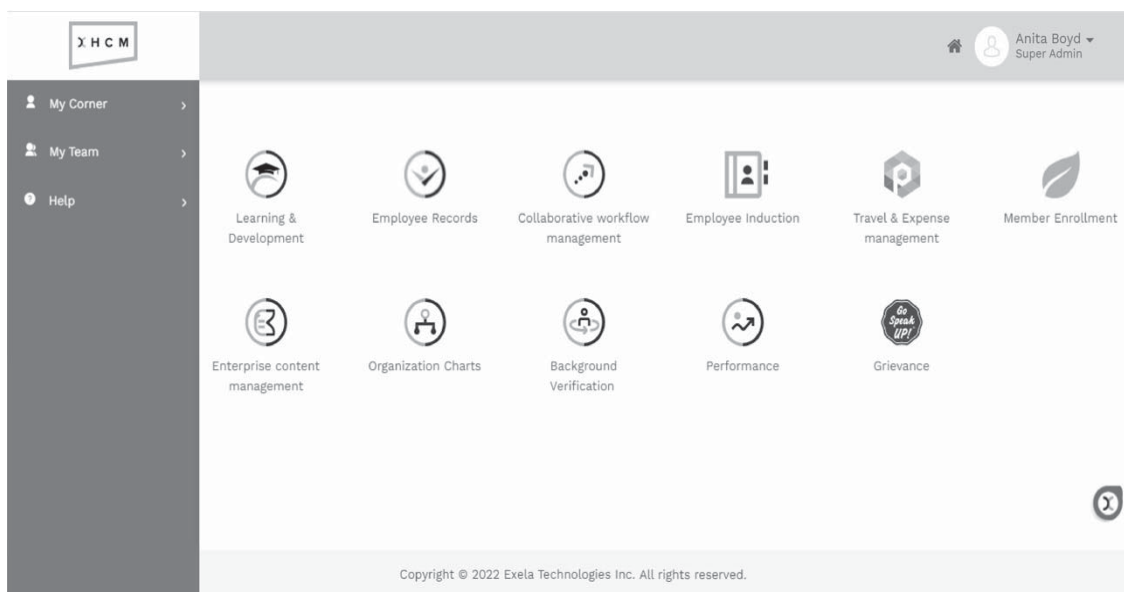 XHCM
Anita Boyd
Super Admin
My Corner
My Team
Help
Learning &
Development
Employee Records
Collaborative workflow
management
Employee Induction
Travel & Expense
management
Member Enrollment
Enterprise content
management
Organization Charts
Background
Verification
Performance
Go
Speak
UP!
Grievance
Copyright © 2022 Exela Technologies Inc. All rights reserved.